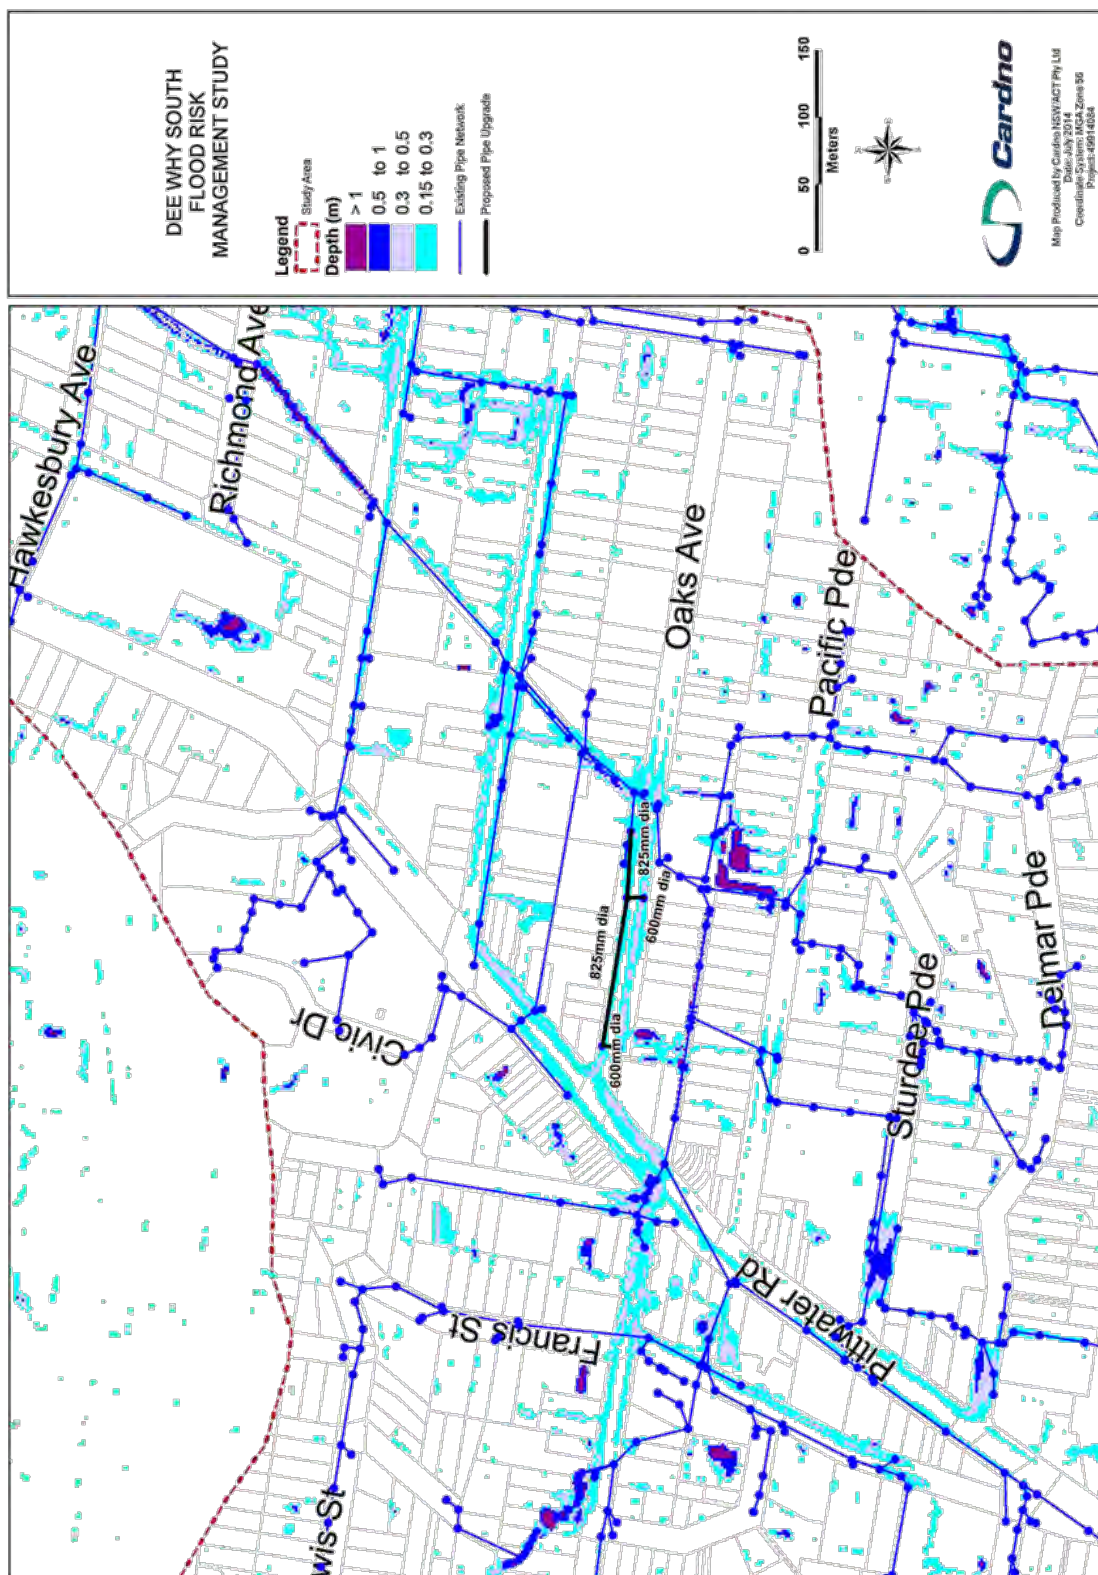 DEE WHY SOUTH
FLOOD RISK
MANAGEMENT STUDY
Legend
Study Area
Depth (m)
> 1
0.5 to 1
0.3 to 0.5
0.15 to 0.3
Existing Pipe Network
Proposed Pipe Upgrade
0 50 100 150
Meters
Cardno
Map Produced by Cardno NSW/ACT Pty Ltd
Date: July 2014
Coordinate System: MGA Zone 56
Project: 49914084
Hawkesbury Ave
Richmond Ave
Oaks Ave
Pacific Pde
Civic Dr
825mm dia
825mm dia
600mm dia
600mm dia
Sturdee Pde
Delmar Pde
Francis St
Pittwater Rd
wis St